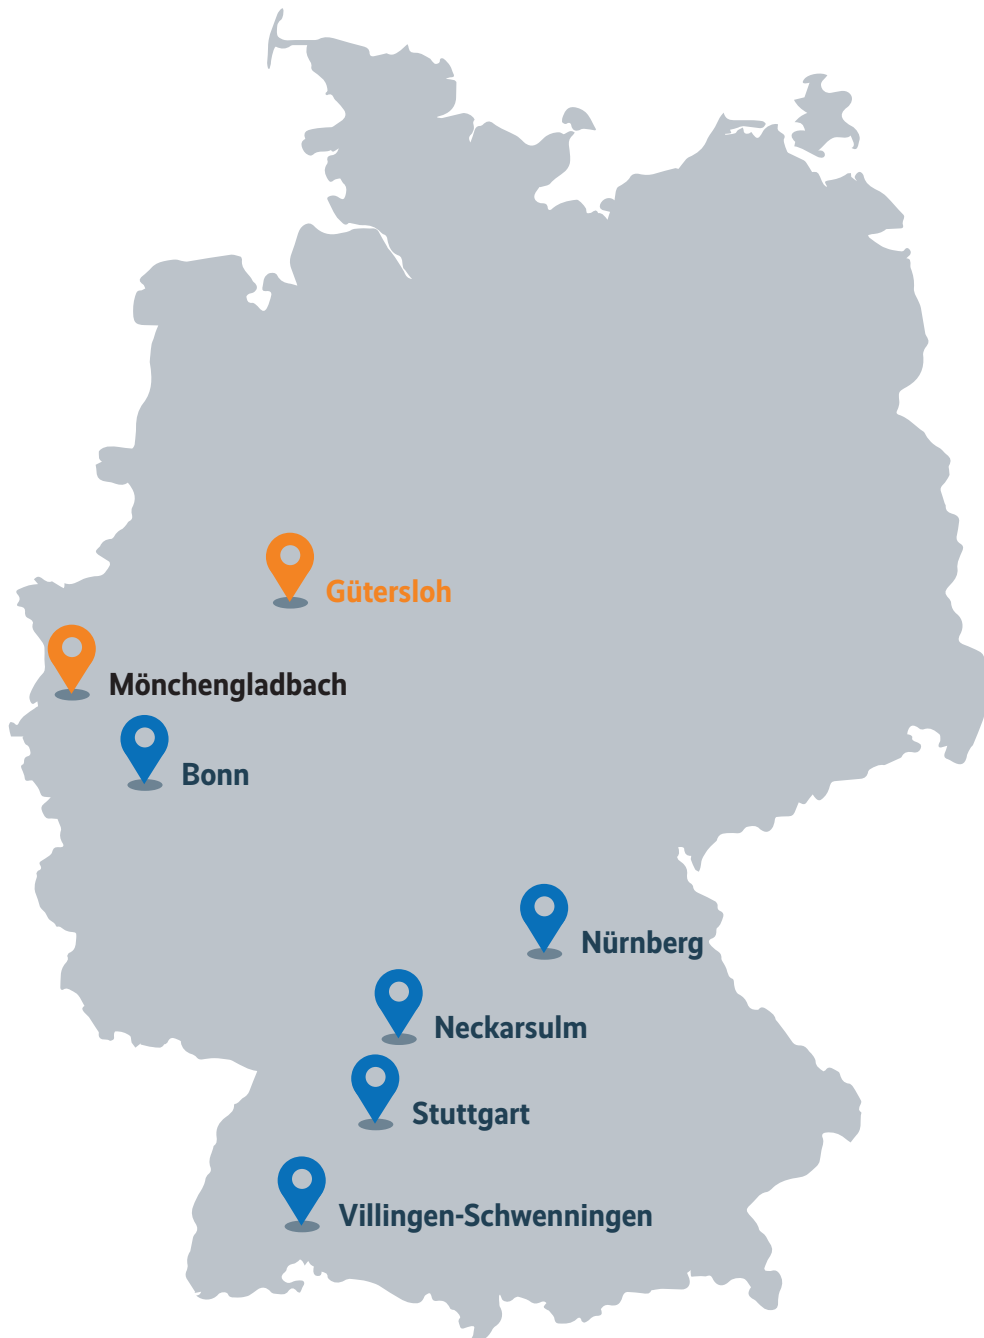 Gütersloh
Mönchengladbach
Bonn
Nürnberg
Neckarsulm
Stuttgart
Villingen-Schwenningen